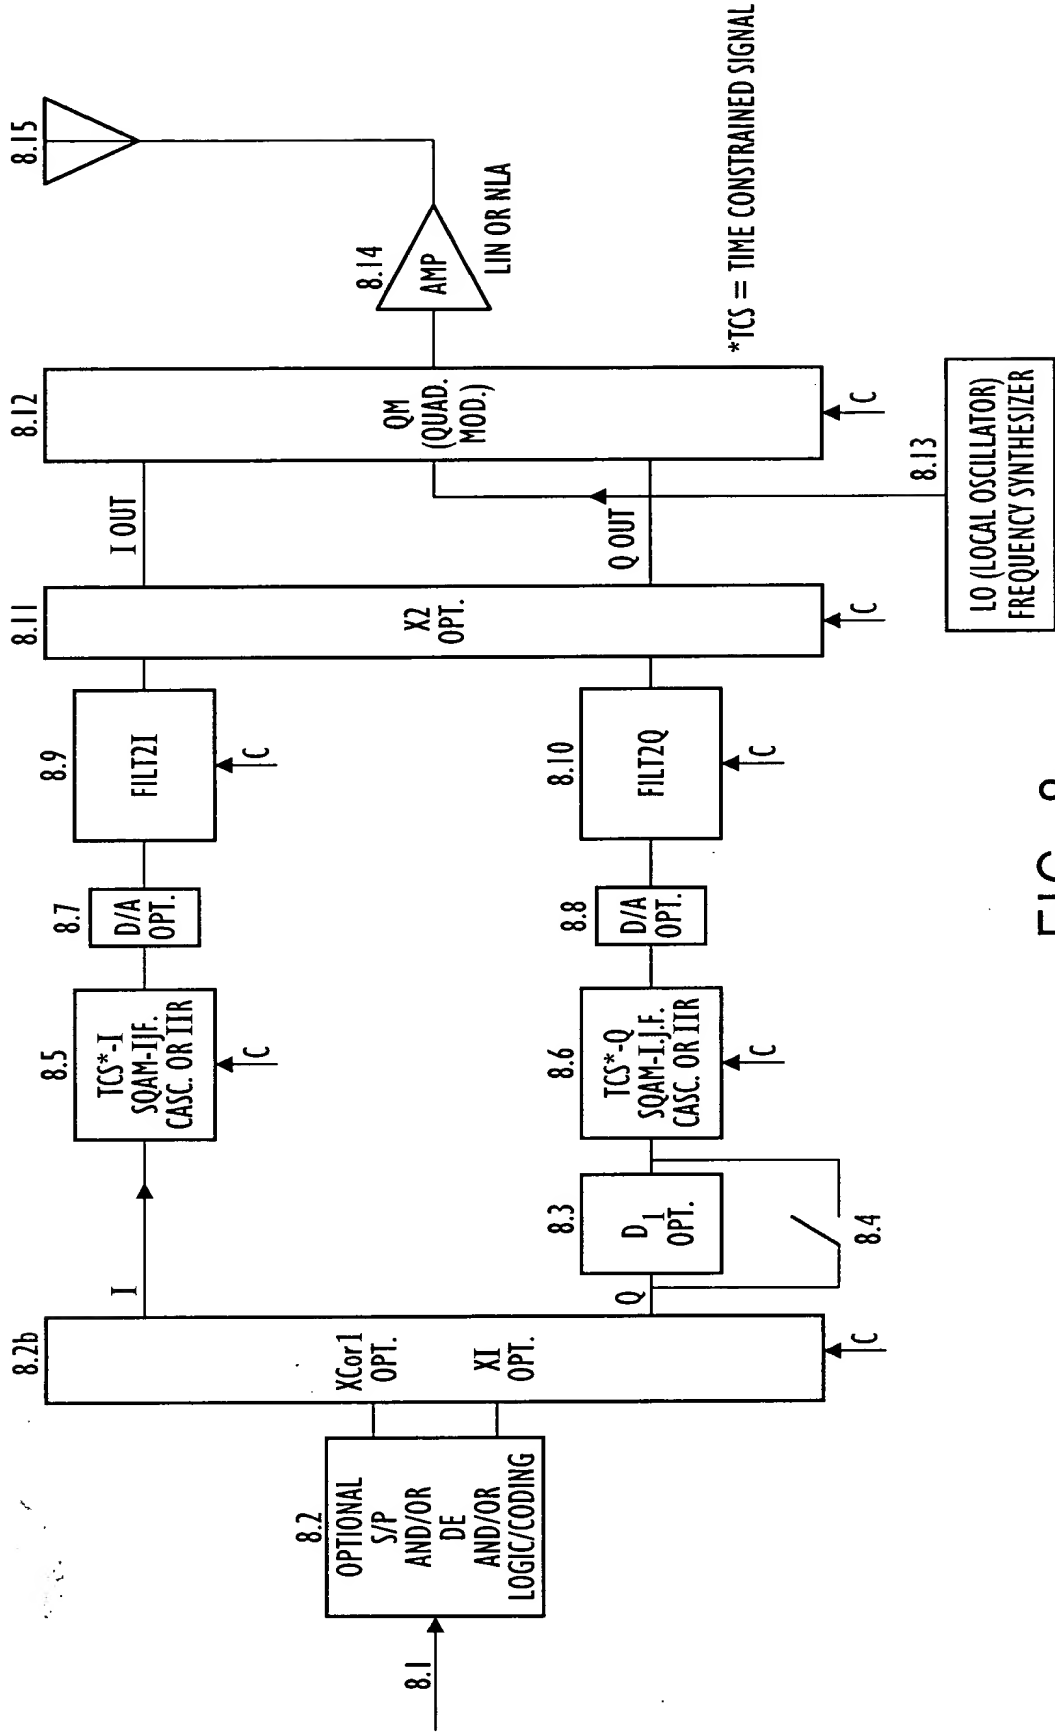 8.1
8.2
OPTIONAL
S/P
AND/OR
DE
AND/OR
LOGIC/CODING
8.2b
XCor1
OPT.
XI
OPT.
C
I
Q
8.3
D1
OPT.
8.4
8.5
TCS*-I
SQAM-IJF.
CASC. OR IIR
C
8.6
TCS*-Q
SQAM-I.J.F.
CASC. OR IIR
C
8.7
D/A
OPT.
8.8
D/A
OPT.
8.9
FILT2I
C
8.10
FILT2Q
C
8.11
X2
OPT.
C
I OUT
Q OUT
8.12
QM
(QUAD.
MOD.)
C
8.13
LO (LOCAL OSCILLATOR)
FREQUENCY SYNTHESIZER
8.14
AMP
LIN OR NLA
8.15
*TCS = TIME CONSTRAINED SIGNAL